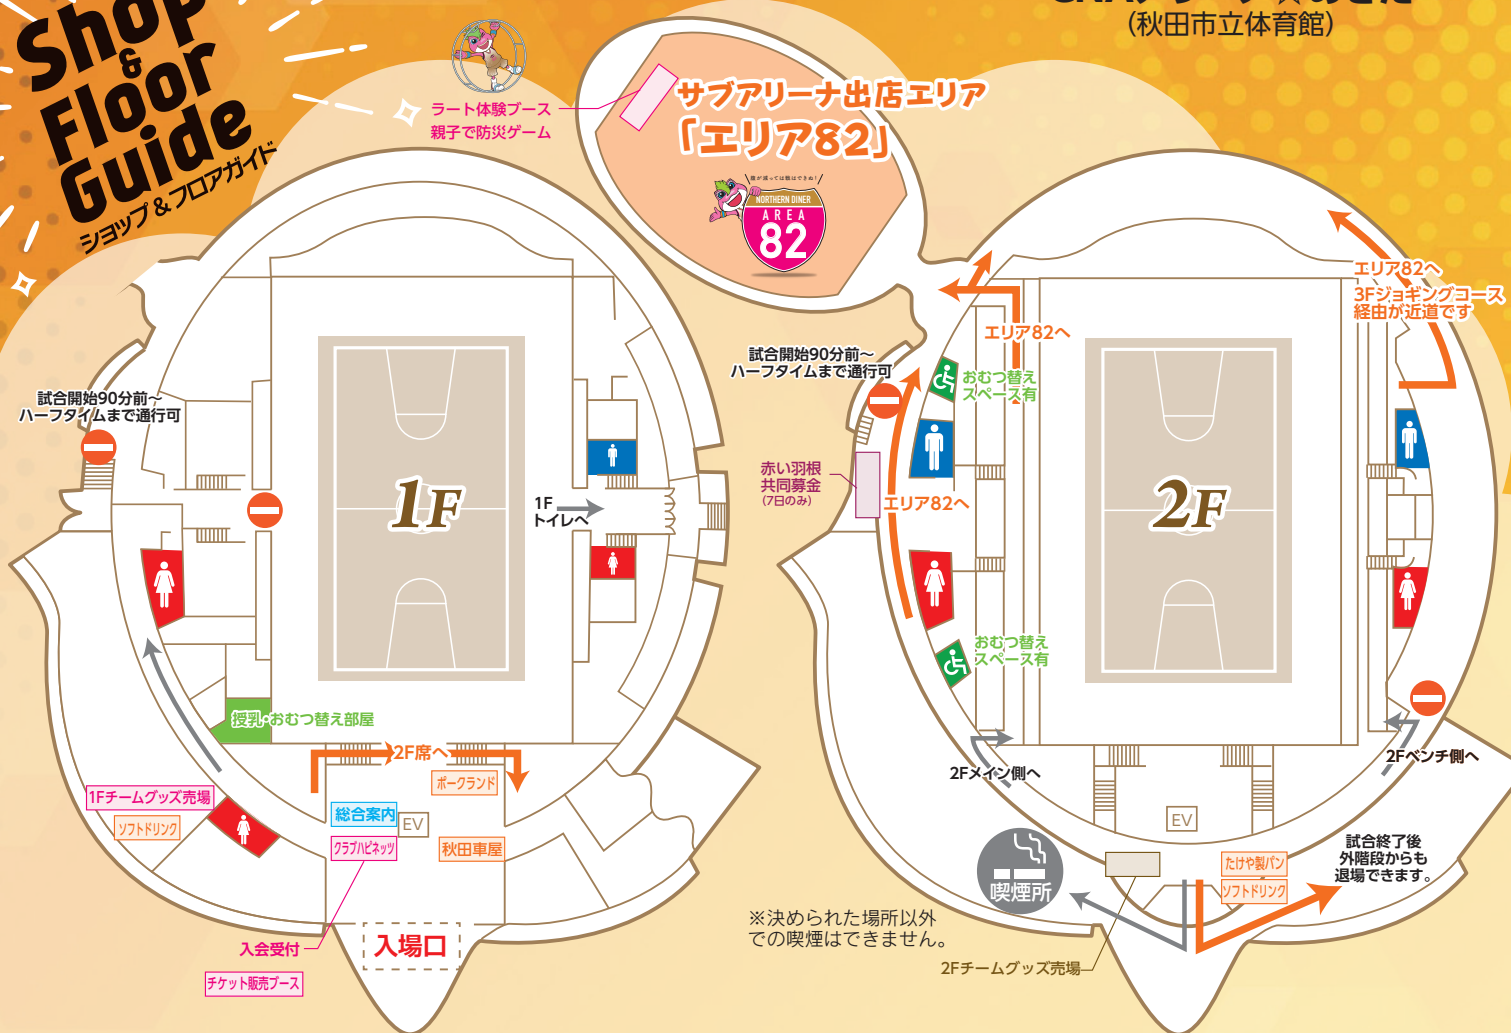 Shop
&
Floor
Guide
ショップ&フロアガイド
(秋田市立体育館)
ラート体験ブース
親子で防災ゲーム
サブアリーナ出店エリア
「エリア82」
腹が減っては戦はできぬ!
NORTHERN DINER
AREA
82
試合開始90分前~
ハーフタイムまで通行可
1F
1F
トイレへ
授乳・おむつ替え部屋
2F席へ
ポークランド
1Fチームグッズ売場
ソフトドリンク
総合案内
EV
クラブハピネッツ
秋田車屋
入会受付
入場口
チケット販売ブース
エリア82へ
3Fジョギングコース
経由が近道です
エリア82へ
試合開始90分前~
ハーフタイムまで通行可
おむつ替え
スペース有
赤い羽根
共同募金
(7日のみ)
エリア82へ
2F
おむつ替え
スペース有
2Fメイン側へ
2Fベンチ側へ
EV
喫煙所
たけや製パン
ソフトドリンク
試合終了後
外階段からも
退場できます。
※決められた場所以外
での喫煙はできません。
2Fチームグッズ売場